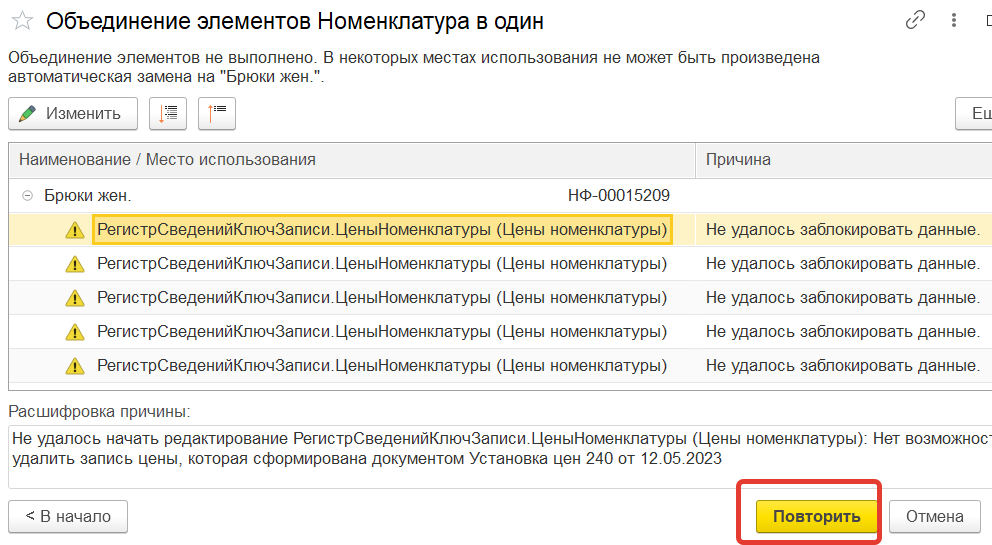 Объединение элементов Номенклатура в один
Объединение элементов не выполнено. В некоторых местах использования не может быть произведена
автоматическая замена на "Брюки жен.".
Изменить
Наименование / Место использования Причина
Брюки жен. НФ-00015209
РегистрСведенийКлючЗаписи.ЦеныНоменклатуры (Цены номенклатуры) Не удалось заблокировать данные.
РегистрСведенийКлючЗаписи.ЦеныНоменклатуры (Цены номенклатуры) Не удалось заблокировать данные.
РегистрСведенийКлючЗаписи.ЦеныНоменклатуры (Цены номенклатуры) Не удалось заблокировать данные.
РегистрСведенийКлючЗаписи.ЦеныНоменклатуры (Цены номенклатуры) Не удалось заблокировать данные.
РегистрСведенийКлючЗаписи.ЦеныНоменклатуры (Цены номенклатуры) Не удалось заблокировать данные.
Расшифровка причины:
Не удалось начать редактирование РегистрСведенийКлючЗаписи.ЦеныНоменклатуры (Цены номенклатуры): Нет
удалить запись цены, которая сформирована документом Установка цен 240 от 12.05.2023
< В начало Повторить Отмена